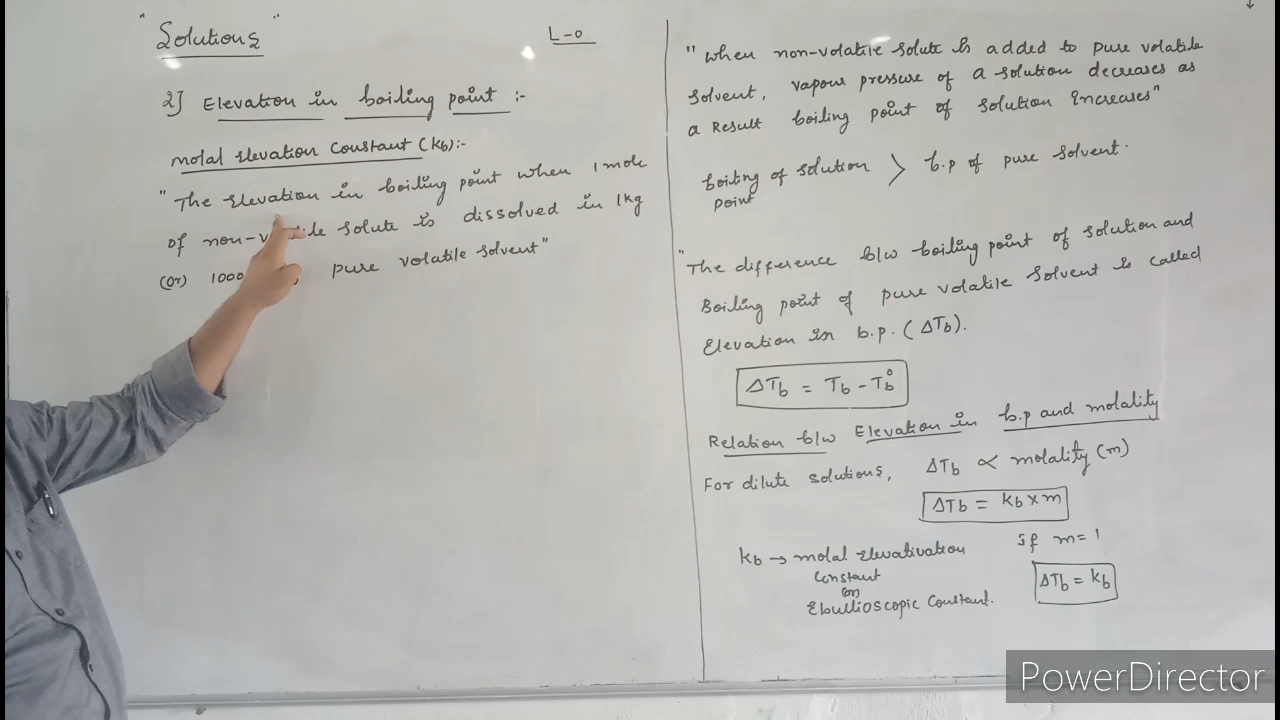 " Solutions "
L-0
2] Elevation in boiling point :-
molal elevation constant (kb):-
" The elevation in boiling point when 1 mole
of non-v le solute is dissolved in 1kg
(or) 1000 pure volatile solvent"
" when non-volatile solute is added to pure volatile
solvent, vapour pressure of a solution decreases as
a Result boiling point of solution increases"
boiting of solution > b.p of pure solvent.
point
"The difference b/w boiling point of solution and
Boiling point of pure volatile solvent is called
Elevation in b.p. (ΔTb).
ΔTb = Tb - Tb°
Relation b/w Elevation in b.p and molality
For dilute solutions, ΔTb ∝ molality (m)
ΔTb = kb x m
kb → molal elevativation if m = 1
constant ΔTb = kb
(or)
Ebullioscopic constant.
PowerDirector